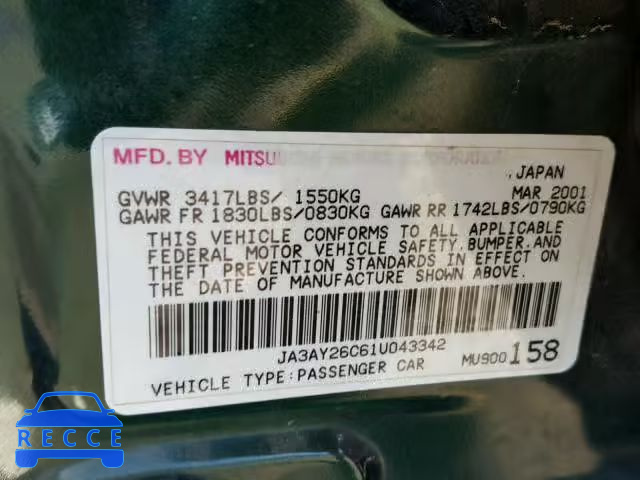 MFD. BY MITSU
, JAPAN
GVWR 3417LBS/ 1550KG MAR 2001
GAWR FR 1830LBS/0830KG GAWR RR 1742LBS/0790KG
THIS VEHICLE CONFORMS TO ALL APPLICABLE
FEDERAL MOTOR VEHICLE SAFETY,BUMPER,AND
THEFT PREVENTION STANDARDS IN EFFECT ON
THE DATE OF MANUFACTURE SHOWN ABOVE.
JA3AY26C61U043342
VEHICLE TYPE:PASSENGER CAR MU900158
RECCE